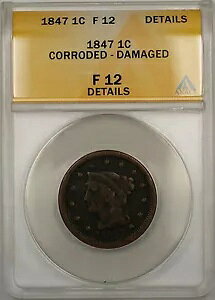 1847 1C F 12 DETAILS
1847 1C
CORRODED - DAMAGED
F 12
DETAILS